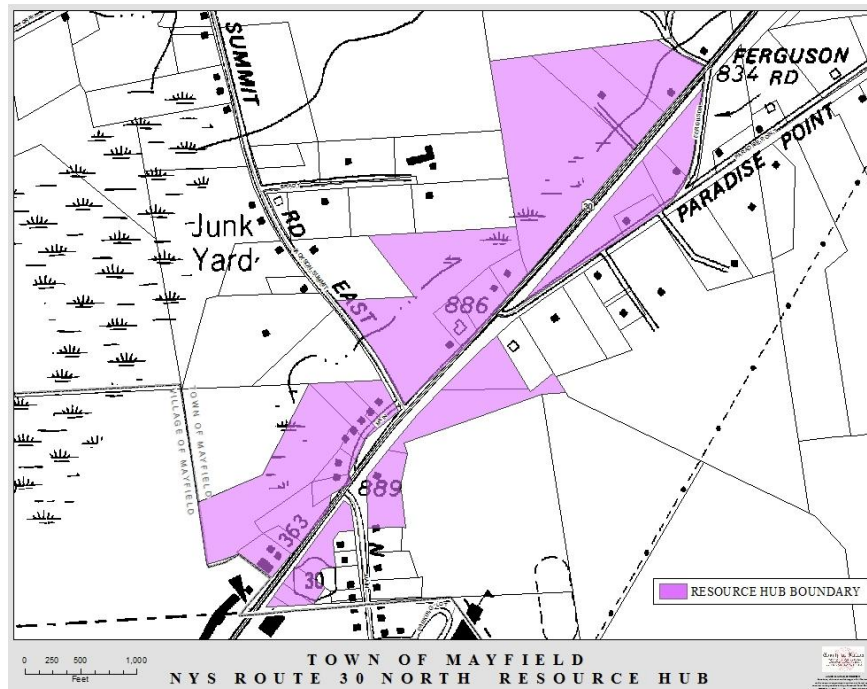 SUMMIT
RD
EAST
FERGUSON
834 RD
PARADISE POINT
Junk
Yard
886
30
TOWN OF MAYFIELD
VILLAGE OF MAYFIELD
889
363
30
N
RESOURCE HUB BOUNDARY
0 250 500 1,000
Feet
TOWN OF MAYFIELD
NYS ROUTE 30 NORTH RESOURCE HUB